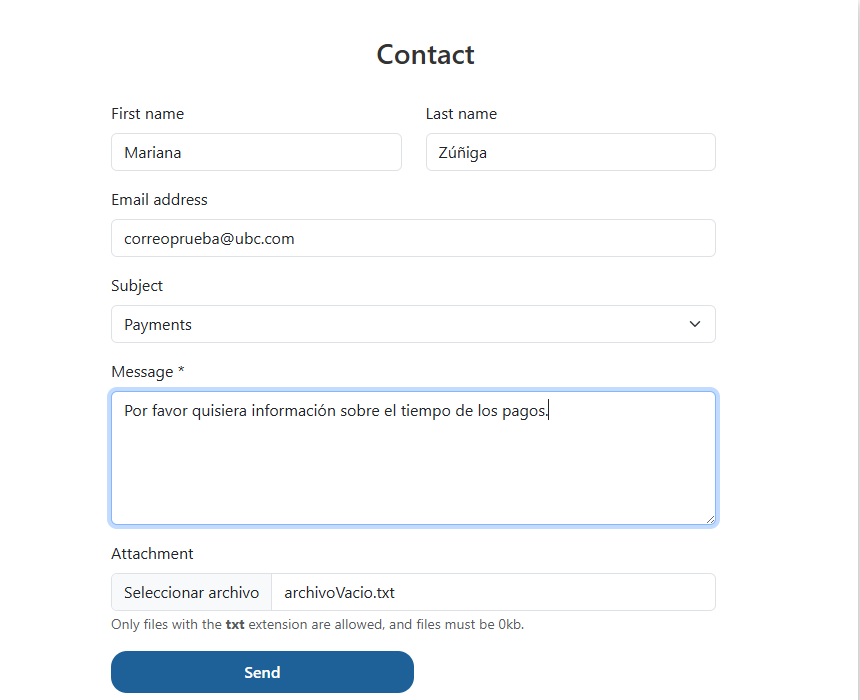 Contact
First name
Last name
Mariana
Zúñiga
Email address
correoprueba@ubc.com
Subject
Payments
Message *
Por favor quisiera información sobre el tiempo de los pagos.
Attachment
Seleccionar archivo
archivoVacio.txt
Only files with the txt extension are allowed, and files must be 0kb.
Send